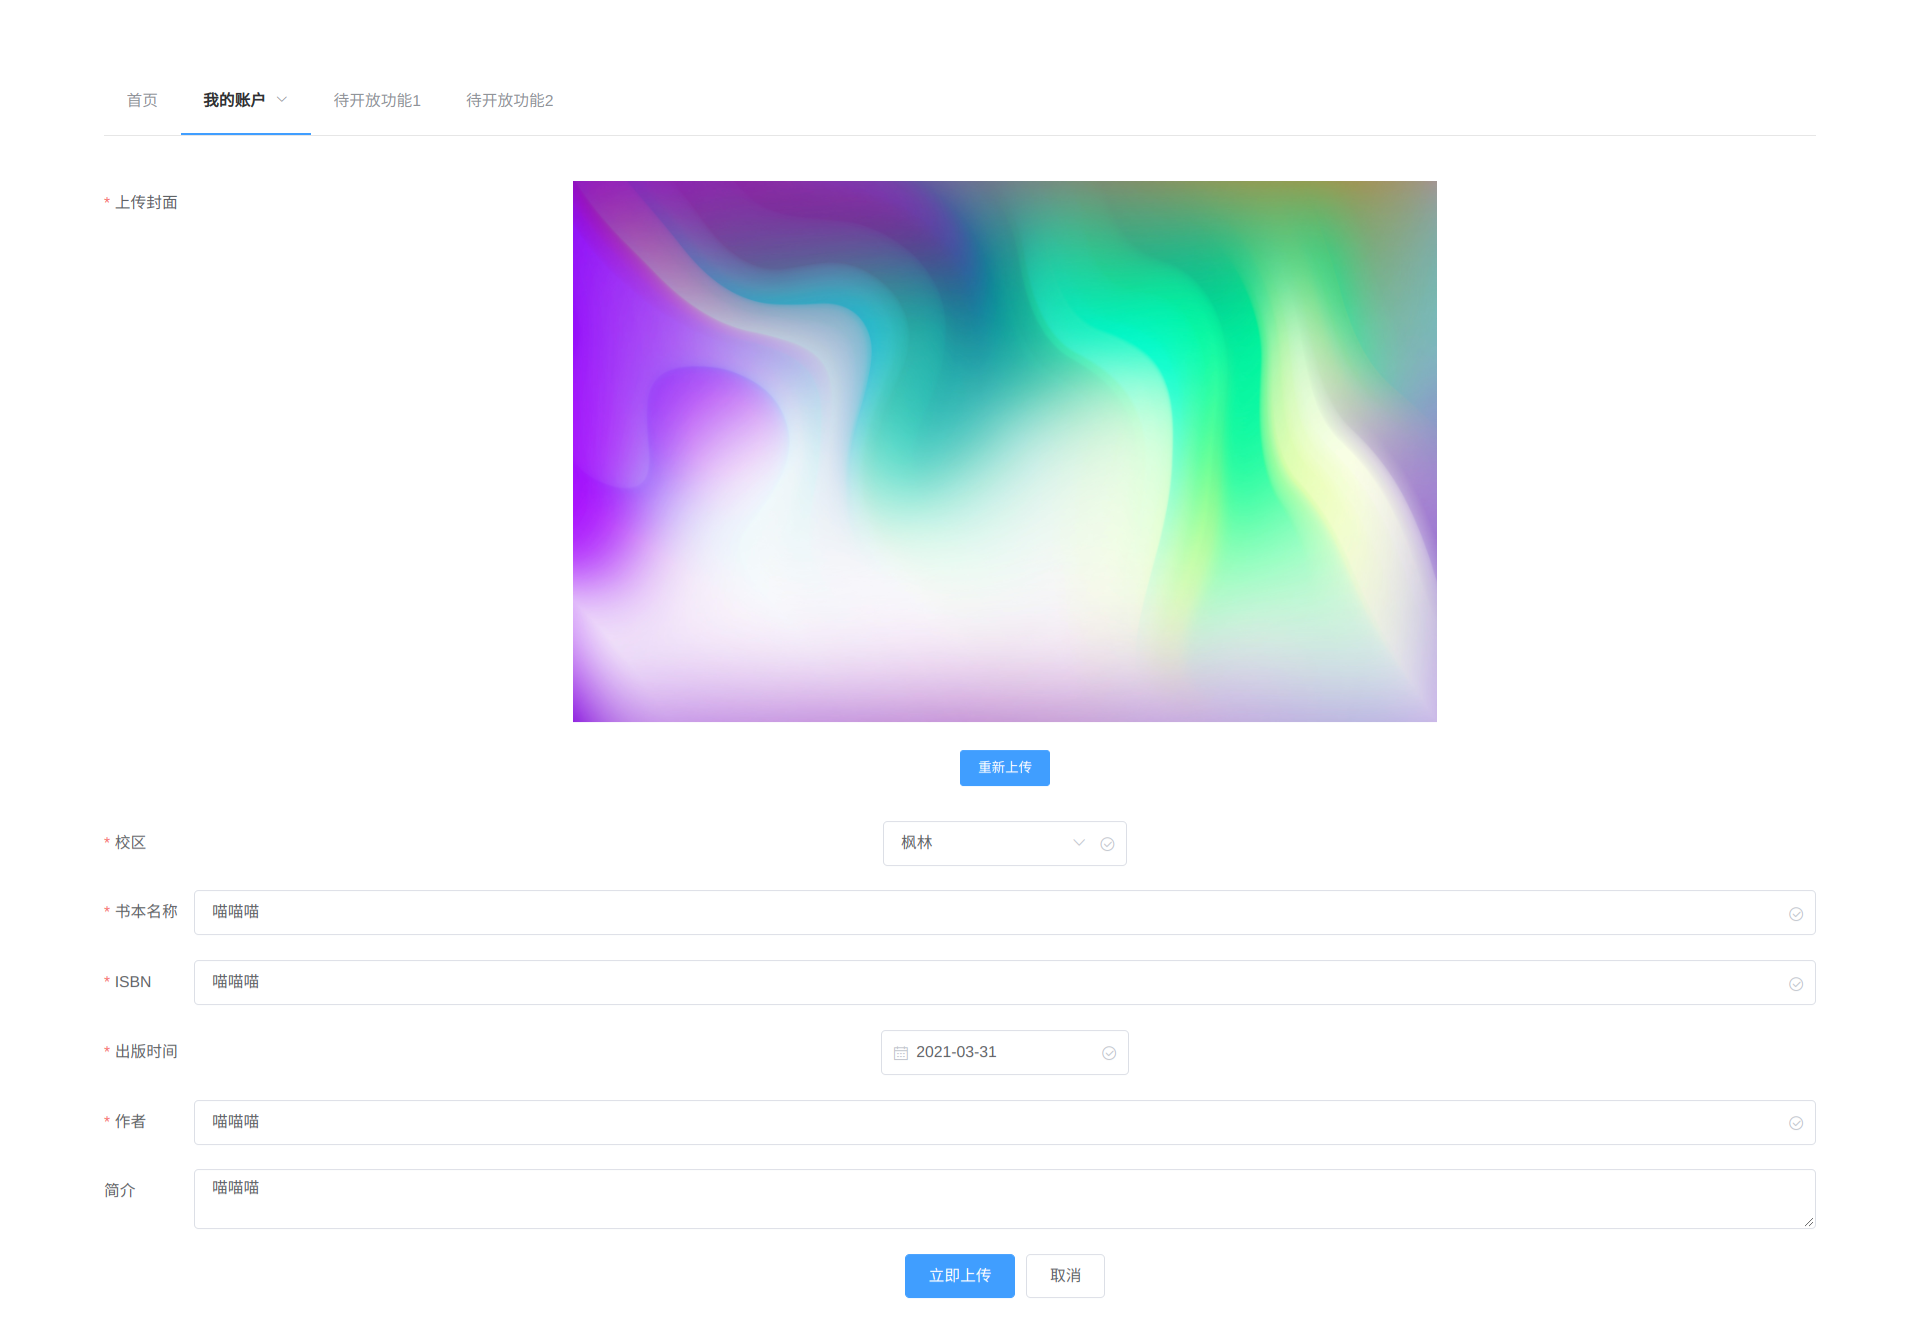 首页 我的账户 待开放功能1 待开放功能2
* 上传封面
重新上传
* 校区 枫林
* 书本名称 喵喵喵
* ISBN 喵喵喵
* 出版时间 2021-03-31
* 作者 喵喵喵
简介 喵喵喵
立即上传 取消